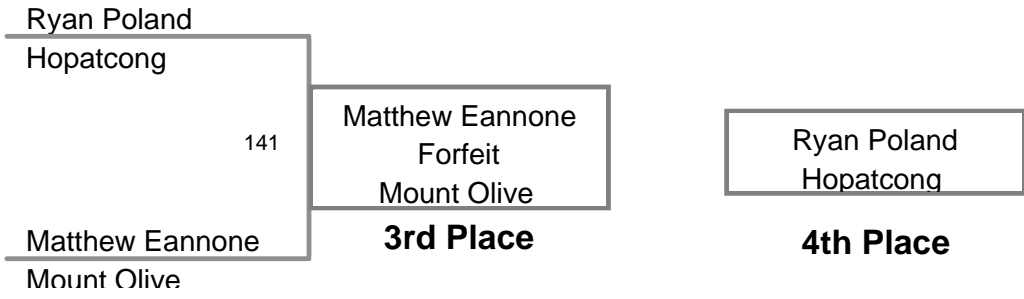 Ryan Poland
Hopatcong
141
Matthew Eannone
Mount Olive
Matthew Eannone
Forfeit
Mount Olive
3rd Place
Ryan Poland
Hopatcong
4th Place